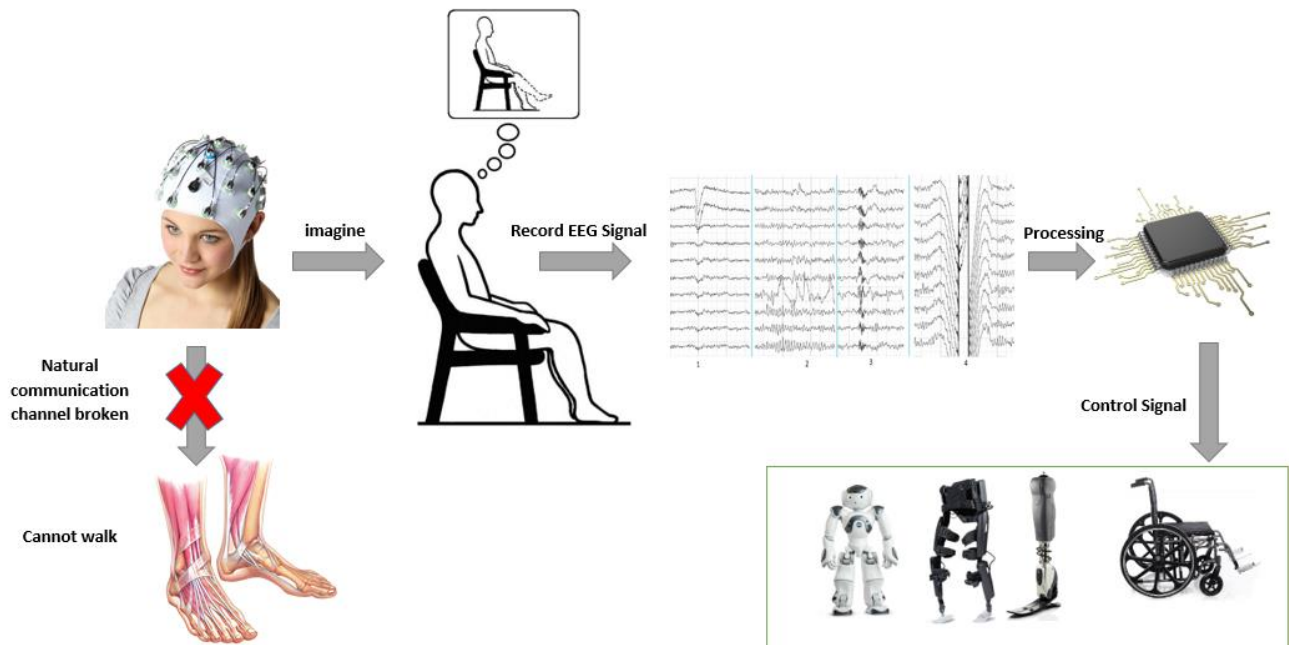 imagine
Record EEG Signal
Processing
1
2
3
4
Natural
communication
channel broken
Control Signal
Cannot walk